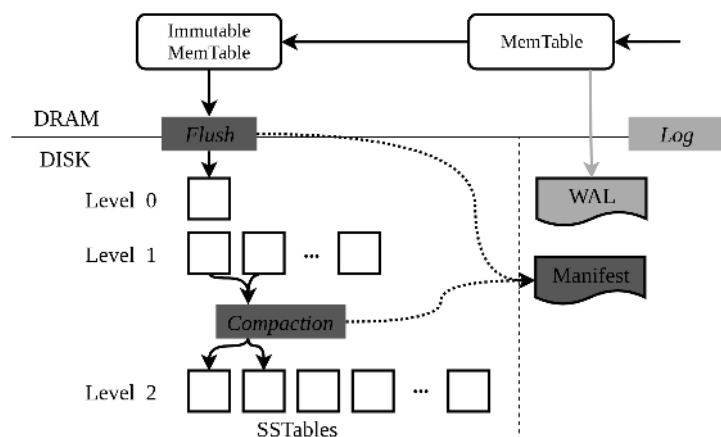 Immutable
MemTable
MemTable
DRAM
Flush
Log
DISK
Level 0
WAL
Level 1
...
Manifest
Compaction
Level 2
...
SSTables